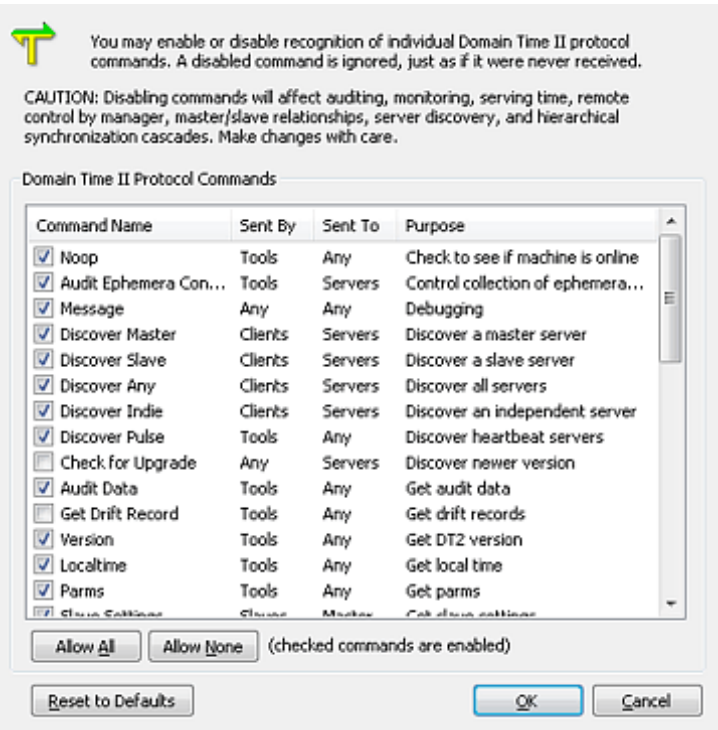 You may enable or disable recognition of individual Domain Time II protocol
commands. A disabled command is ignored, just as if it were never received.
CAUTION: Disabling commands will affect auditing, monitoring, serving time, remote
control by manager, master/slave relationships, server discovery, and hierarchical
synchronization cascades. Make changes with care.
Domain Time II Protocol Commands
Command Name Sent By Sent To Purpose
Noop Tools Any Check to see if machine is online
Audit Ephemera Con... Tools Servers Control collection of ephemera...
Message Any Any Debugging
Discover Master Clients Servers Discover a master server
Discover Slave Clients Servers Discover a slave server
Discover Any Clients Servers Discover all servers
Discover Indie Clients Servers Discover an independent server
Discover Pulse Tools Any Discover heartbeat servers
Check for Upgrade Any Servers Discover newer version
Audit Data Tools Any Get audit data
Get Drift Record Tools Any Get drift records
Version Tools Any Get DT2 version
Localtime Tools Any Get local time
Parms Tools Any Get parms
Slave Settings Slaves Master Get slave settings
Allow All Allow None (checked commands are enabled)
Reset to Defaults OK Cancel